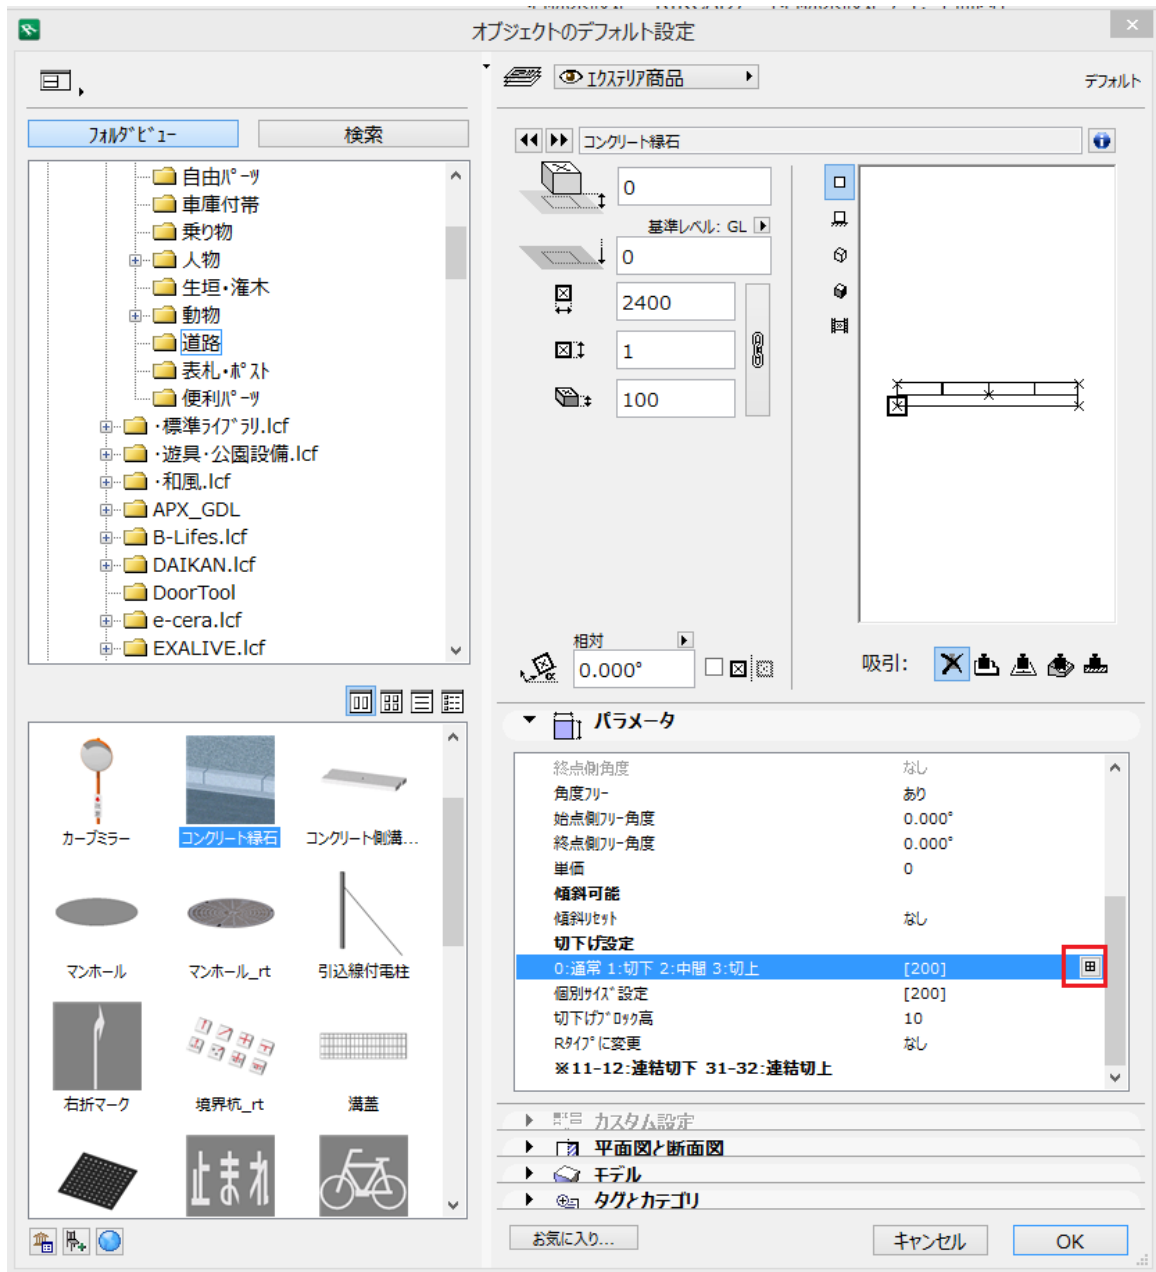 オブジェクトのデフォルト設定
フォルダビュー
検索
自由パーツ
車庫付帯
乗り物
人物
生垣・潅木
動物
道路
表札・ポスト
便利パーツ
・標準ライブラリ.lcf
・遊具・公園設備.lcf
・和風.lcf
APX_GDL
B-Lifes.lcf
DAIKAN.lcf
DoorTool
e-cera.lcf
EXALIVE.lcf
カーブミラー
コンクリート縁石
コンクリート側溝...
マンホール
マンホール_rt
引込線付電柱
右折マーク
境界杭_rt
溝蓋
止まれ
エクステリア商品
デフォルト
コンクリート縁石
0
基準レベル: GL
0
2400
1
100
相対
0.000°
吸引:
パラメータ
終点側角度 なし
角度フリー あり
始点側フリー角度 0.000°
終点側フリー角度 0.000°
単価 0
傾斜可能
傾斜リセット なし
切下げ設定
0:通常 1:切下 2:中間 3:切上 [200]
個別サイズ設定 [200]
切下げブロック高 10
Rタイプに変更 なし
※11-12:連結切下 31-32:連結切上
カスタム設定
平面図と断面図
モデル
タグとカテゴリ
お気に入り...
キャンセル
OK